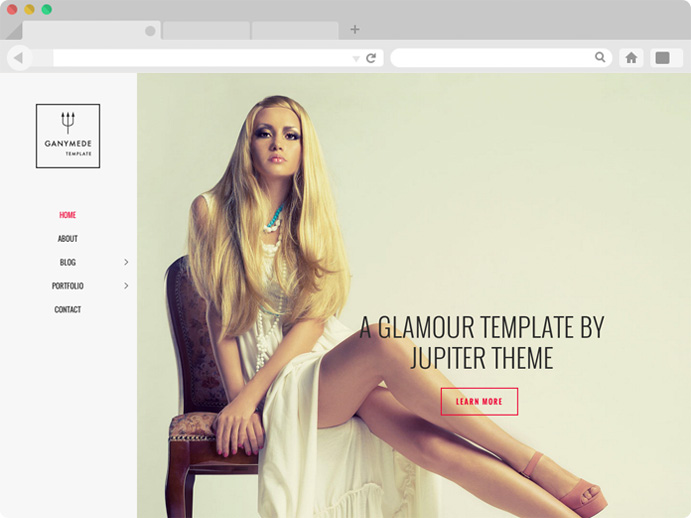 GANYMEDE
TEMPLATE
HOME
ABOUT
BLOG
PORTFOLIO
CONTACT
A GLAMOUR TEMPLATE BY
JUPITER THEME
LEARN MORE